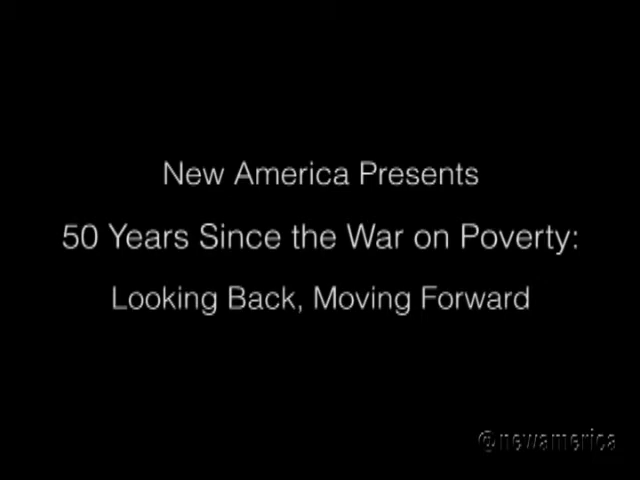 New America Presents
50 Years Since the War on Poverty:
Looking Back, Moving Forward
@newamerica